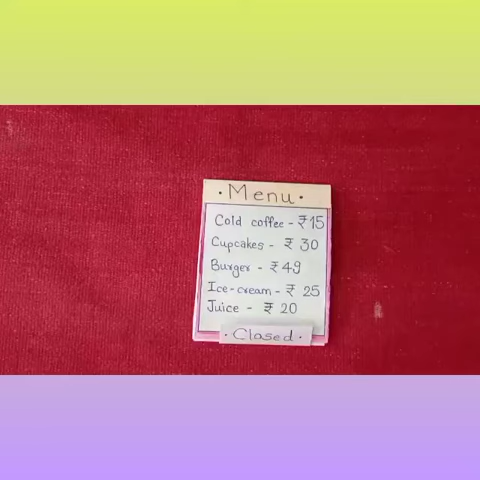 · Menu ·
Cold coffee - ₹15
Cupcakes - ₹ 30
Burger - ₹ 49
Ice-cream - ₹ 25
Juice - ₹ 20
· Closed ·